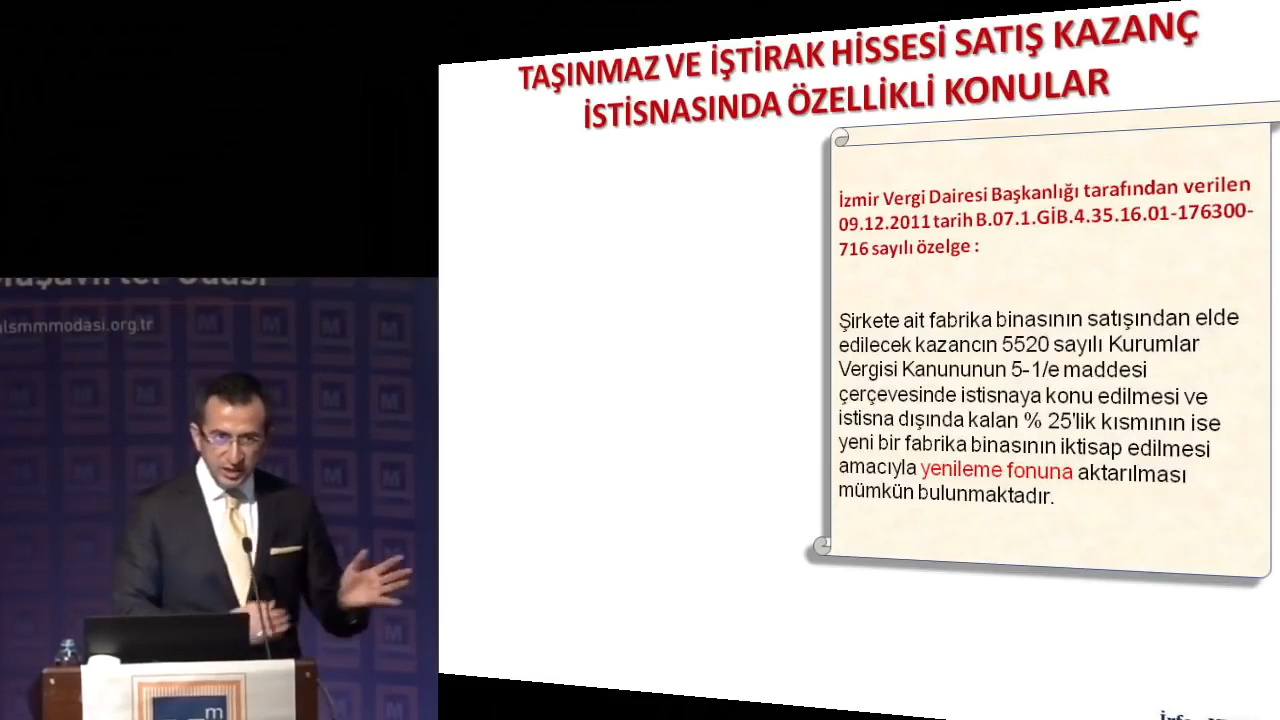 TAŞINMAZ VE İŞTİRAK HİSSESİ SATIŞ KAZANÇ
İSTİSNASINDA ÖZELLİKLİ KONULAR
İzmir Vergi Dairesi Başkanlığı tarafından verilen
09.12.2011 tarih B.07.1.GİB.4.35.16.01-176300-
716 sayılı özelge :
Şirkete ait fabrika binasının satışından elde
edilecek kazancın 5520 sayılı Kurumlar
Vergisi Kanununun 5-1/e maddesi
çerçevesinde istisnaya konu edilmesi ve
istisna dışında kalan % 25'lik kısmının ise
yeni bir fabrika binasının iktisap edilmesi
amacıyla yenileme fonuna aktarılması
mümkün bulunmaktadır.
alsmmmodasi.org.tr
M
m